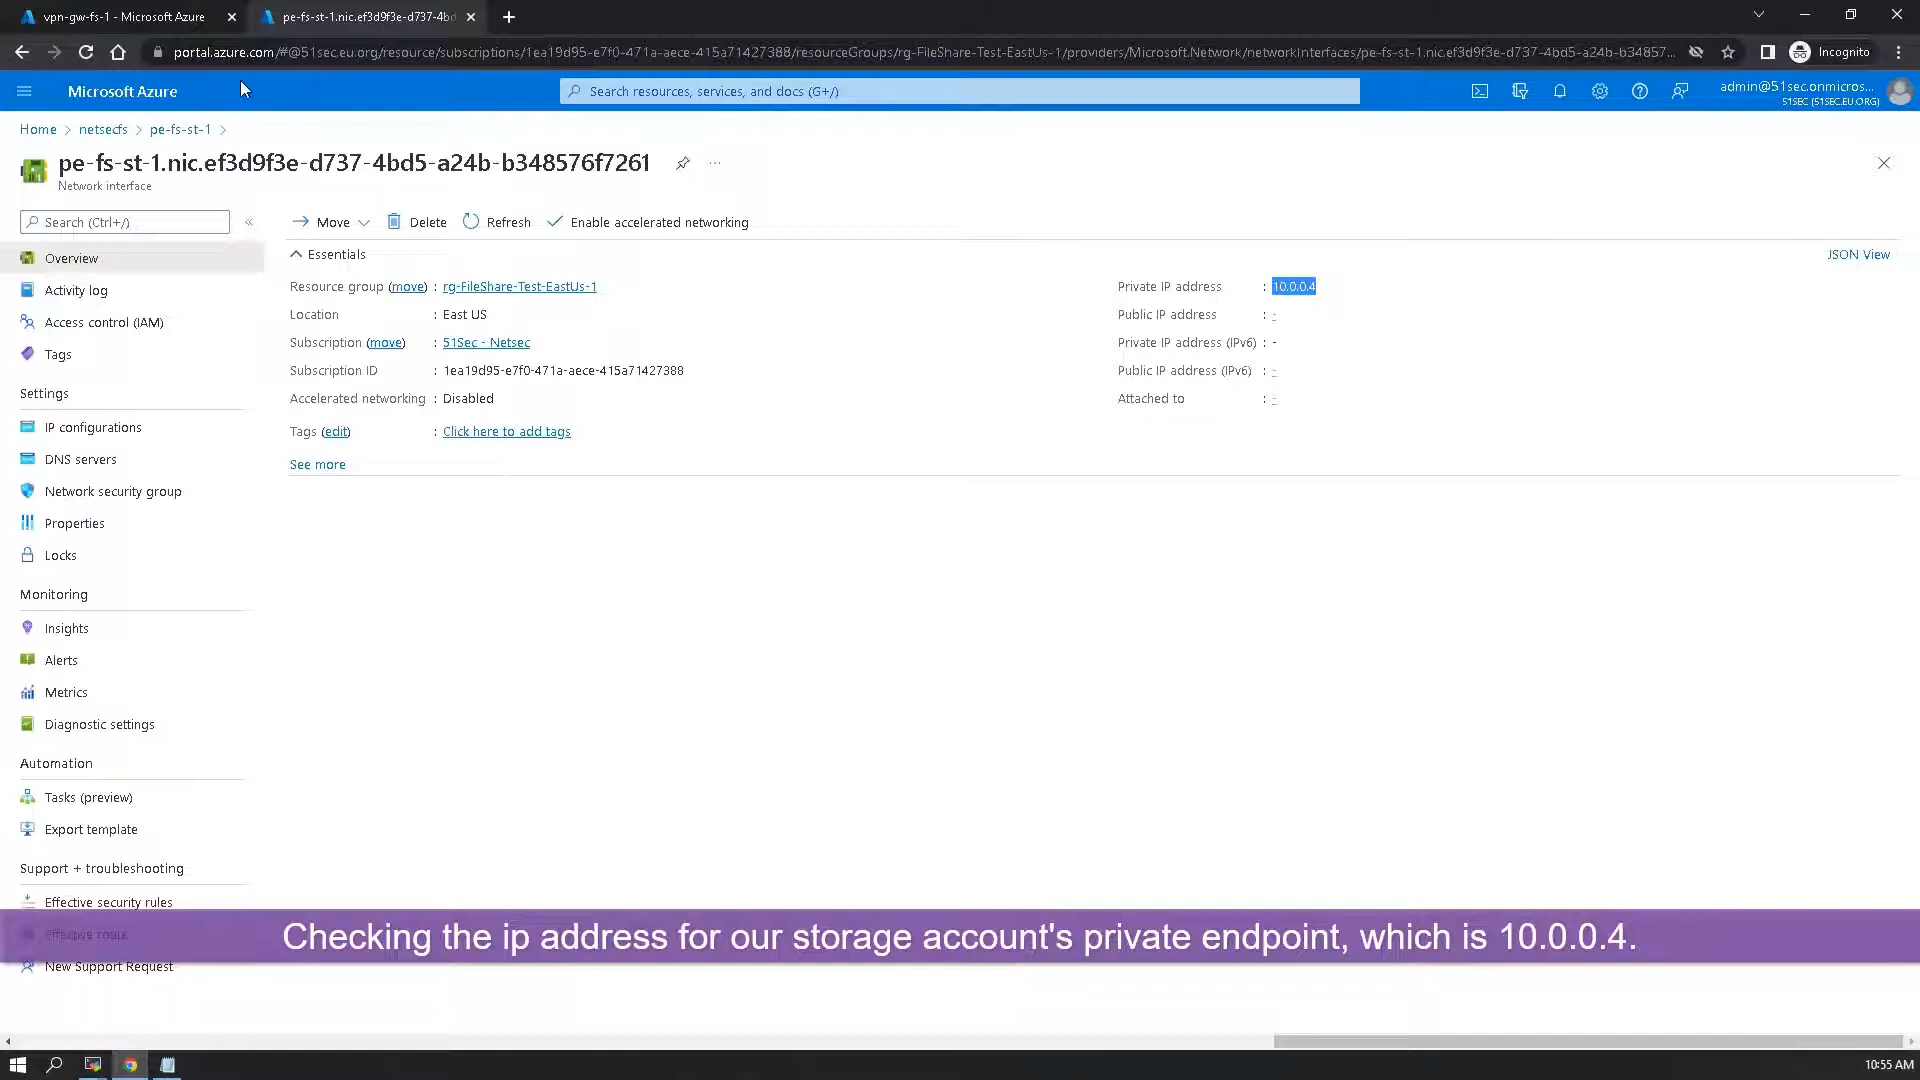 vpn-gw-fs-1 - Microsoft Azure
pe-fs-st-1.nic.ef3d9f3e-d737-4bd
portal.azure.com/#@51sec.eu.org/resource/subscriptions/1ea19d95-e7f0-471a-aece-415a71427388/resourceGroups/rg-FileShare-Test-EastUs-1/providers/Microsoft.Network/networkInterfaces/pe-fs-st-1.nic.ef3d9f3e-d737-4bd5-a24b-b34857...
Incognito
Microsoft Azure
Search resources, services, and docs (G+/)
admin@51sec.onmicros...
51SEC (51SEC.EU.ORG)
Home > netsecfs > pe-fs-st-1 >
pe-fs-st-1.nic.ef3d9f3e-d737-4bd5-a24b-b348576f7261
Network interface
Search (Ctrl+/)
Move
Delete
Refresh
Enable accelerated networking
Overview
Activity log
Access control (IAM)
Tags
Settings
IP configurations
DNS servers
Network security group
Properties
Locks
Monitoring
Insights
Alerts
Metrics
Diagnostic settings
Automation
Tasks (preview)
Export template
Support + troubleshooting
Effective security rules
Effective routes
New Support Request
Essentials
JSON View
Resource group (move) : rg-FileShare-Test-EastUs-1
Location : East US
Subscription (move) : 51Sec - Netsec
Subscription ID : 1ea19d95-e7f0-471a-aece-415a71427388
Accelerated networking : Disabled
Tags (edit) : Click here to add tags
See more
Private IP address : 10.0.0.4
Public IP address : -
Private IP address (IPv6) : -
Public IP address (IPv6) : -
Attached to : -
Checking the ip address for our storage account's private endpoint, which is 10.0.0.4.
10:55 AM